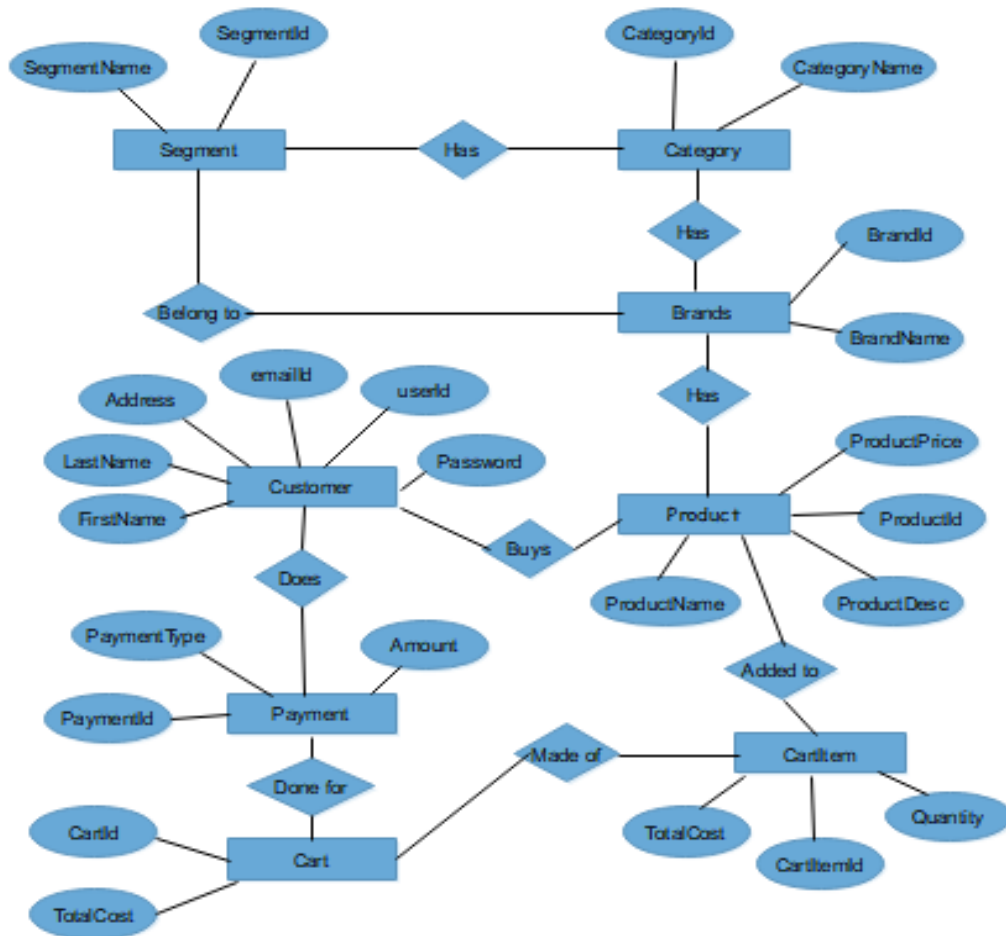 SegmentId
CategoryId
SegmentName
CategoryName
Segment
Has
Category
Has
BrandId
Belong to
Brands
BrandName
emailId
userId
Has
Address
ProductPrice
LastName
Password
Customer
FirstName
Product
ProductId
Buys
Does
ProductName
ProductDesc
PaymentType
Amount
Added to
PaymentId
Payment
Made of
CartItem
Done for
Quantity
CartId
TotalCost
Cart
CartItemId
TotalCost